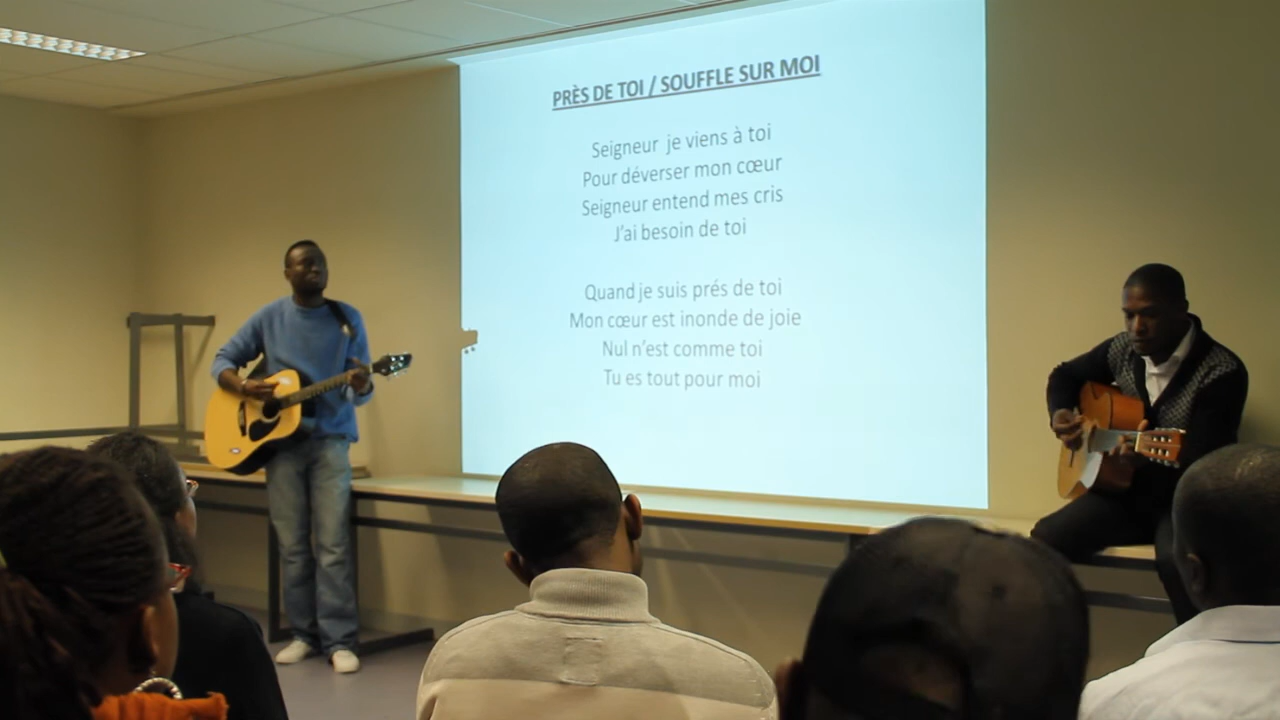 PRÈS DE TOI / SOUFFLE SUR MOI
Seigneur je viens à toi
Pour déverser mon cœur
Seigneur entend mes cris
J'ai besoin de toi
Quand je suis prés de toi
Mon cœur est inonde de joie
Nul n'est comme toi
Tu es tout pour moi